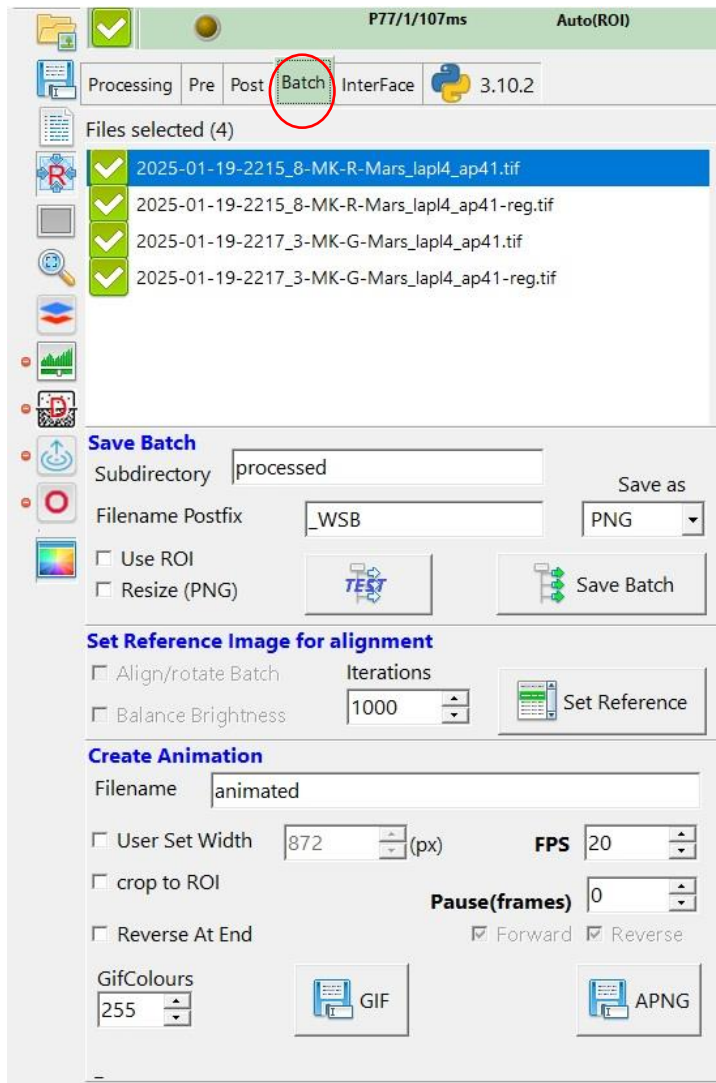 P77/1/107ms Auto(ROI)
Processing Pre Post Batch InterFace 3.10.2
Files selected (4)
2025-01-19-2215_8-MK-R-Mars_lapl4_ap41.tif
2025-01-19-2215_8-MK-R-Mars_lapl4_ap41-reg.tif
2025-01-19-2217_3-MK-G-Mars_lapl4_ap41.tif
2025-01-19-2217_3-MK-G-Mars_lapl4_ap41-reg.tif
R
D
Save Batch
Subdirectory processed
Save as
Filename Postfix _WSB PNG
Use ROI
Resize (PNG) TEST Save Batch
Set Reference Image for alignment
Align/rotate Batch Iterations
Balance Brightness 1000 Set Reference
Create Animation
Filename animated
User Set Width 872 (px) FPS 20
crop to ROI
Pause(frames) 0
Reverse At End Forward Reverse
GifColours
255 GIF APNG
_